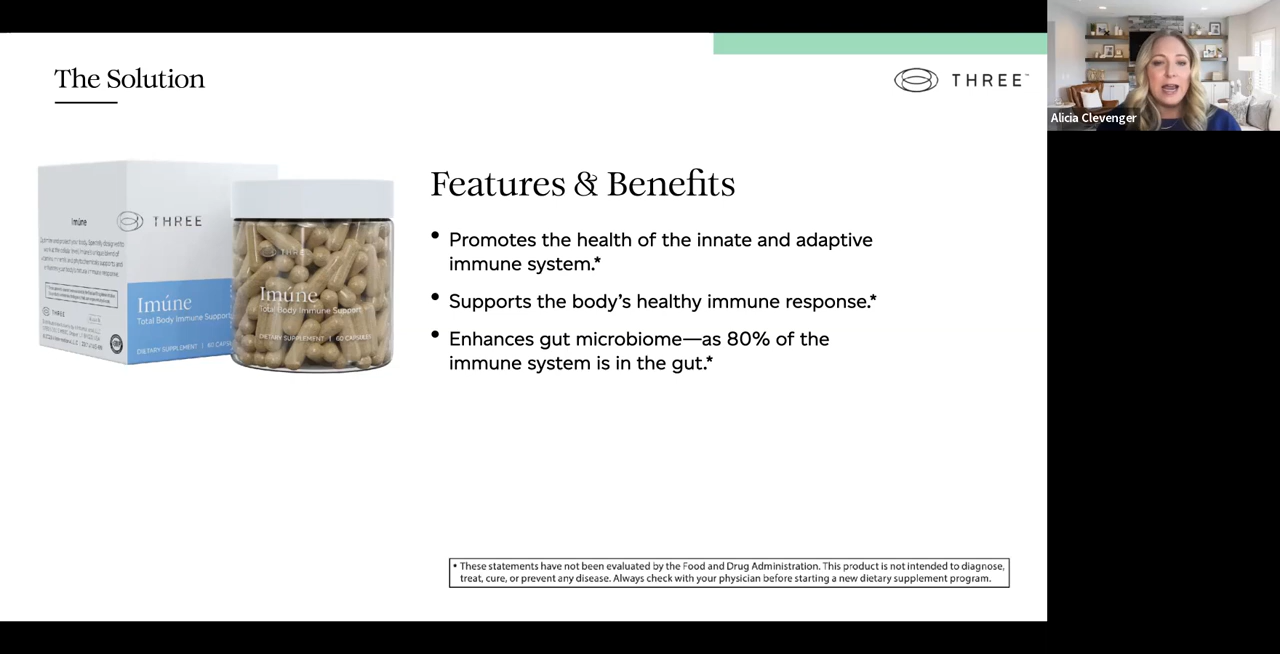 The Solution
THREE™
Alicia Clevenger
Features & Benefits
• Promotes the health of the innate and adaptive
immune system.*
• Supports the body's healthy immune response.*
• Enhances gut microbiome—as 80% of the
immune system is in the gut.*
Imúne
THREE
Imúne
Total Body Immune Support
DIETARY SUPPLEMENT | 60
THREE
THREE
Imúne
Total Body Immune Support
DIETARY SUPPLEMENT | 60 CAPSULES
* These statements have not been evaluated by the Food and Drug Administration. This product is not intended to diagnose,
treat, cure, or prevent any disease. Always check with your physician before starting a new dietary supplement program.